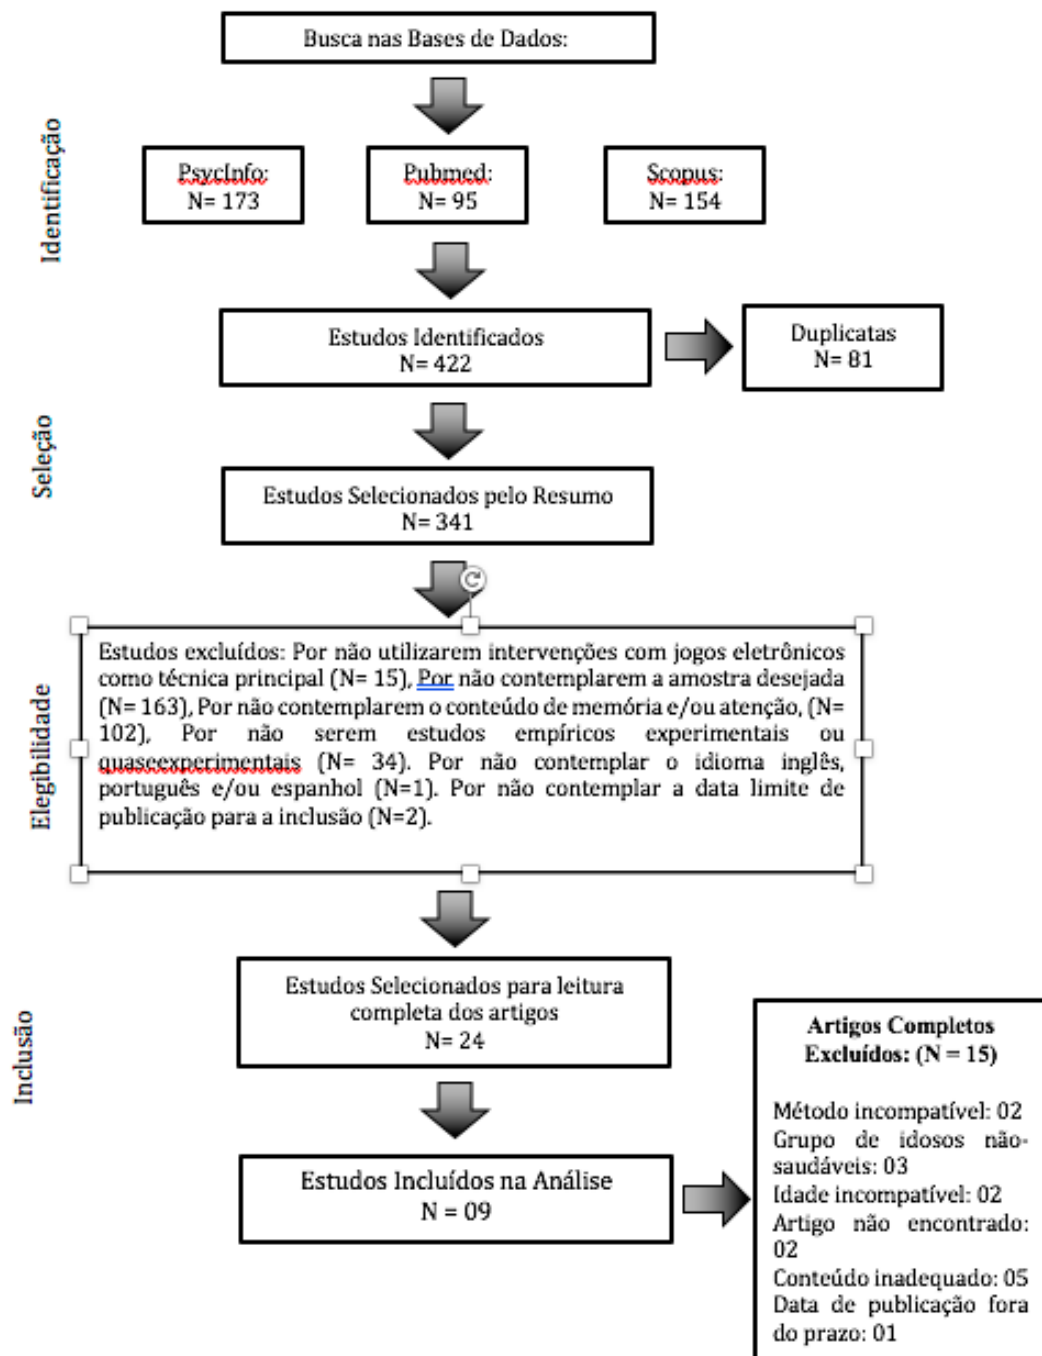 Busca nas Bases de Dados:
Identificação
PsycInfo:
N= 173
Pubmed:
N= 95
Scopus:
N= 154
Estudos Identificados
N= 422
Duplicatas
N= 81
Seleção
Estudos Selecionados pelo Resumo
N= 341
Elegibilidade
Estudos excluídos: Por não utilizarem intervenções com jogos eletrônicos
como técnica principal (N= 15), Por não contemplarem a amostra desejada
(N= 163), Por não contemplarem o conteúdo de memória e/ou atenção, (N=
102), Por não serem estudos empíricos experimentais ou
quaseexperimentais (N= 34). Por não contemplar o idioma inglês,
português e/ou espanhol (N=1). Por não contemplar a data limite de
publicação para a inclusão (N=2).
Inclusão
Estudos Selecionados para leitura
completa dos artigos
N= 24
Estudos Incluídos na Análise
N = 09
Artigos Completos
Excluídos: (N = 15)
Método incompatível: 02
Grupo de idosos não-
saudáveis: 03
Idade incompatível: 02
Artigo não encontrado:
02
Conteúdo inadequado: 05
Data de publicação fora
do prazo: 01